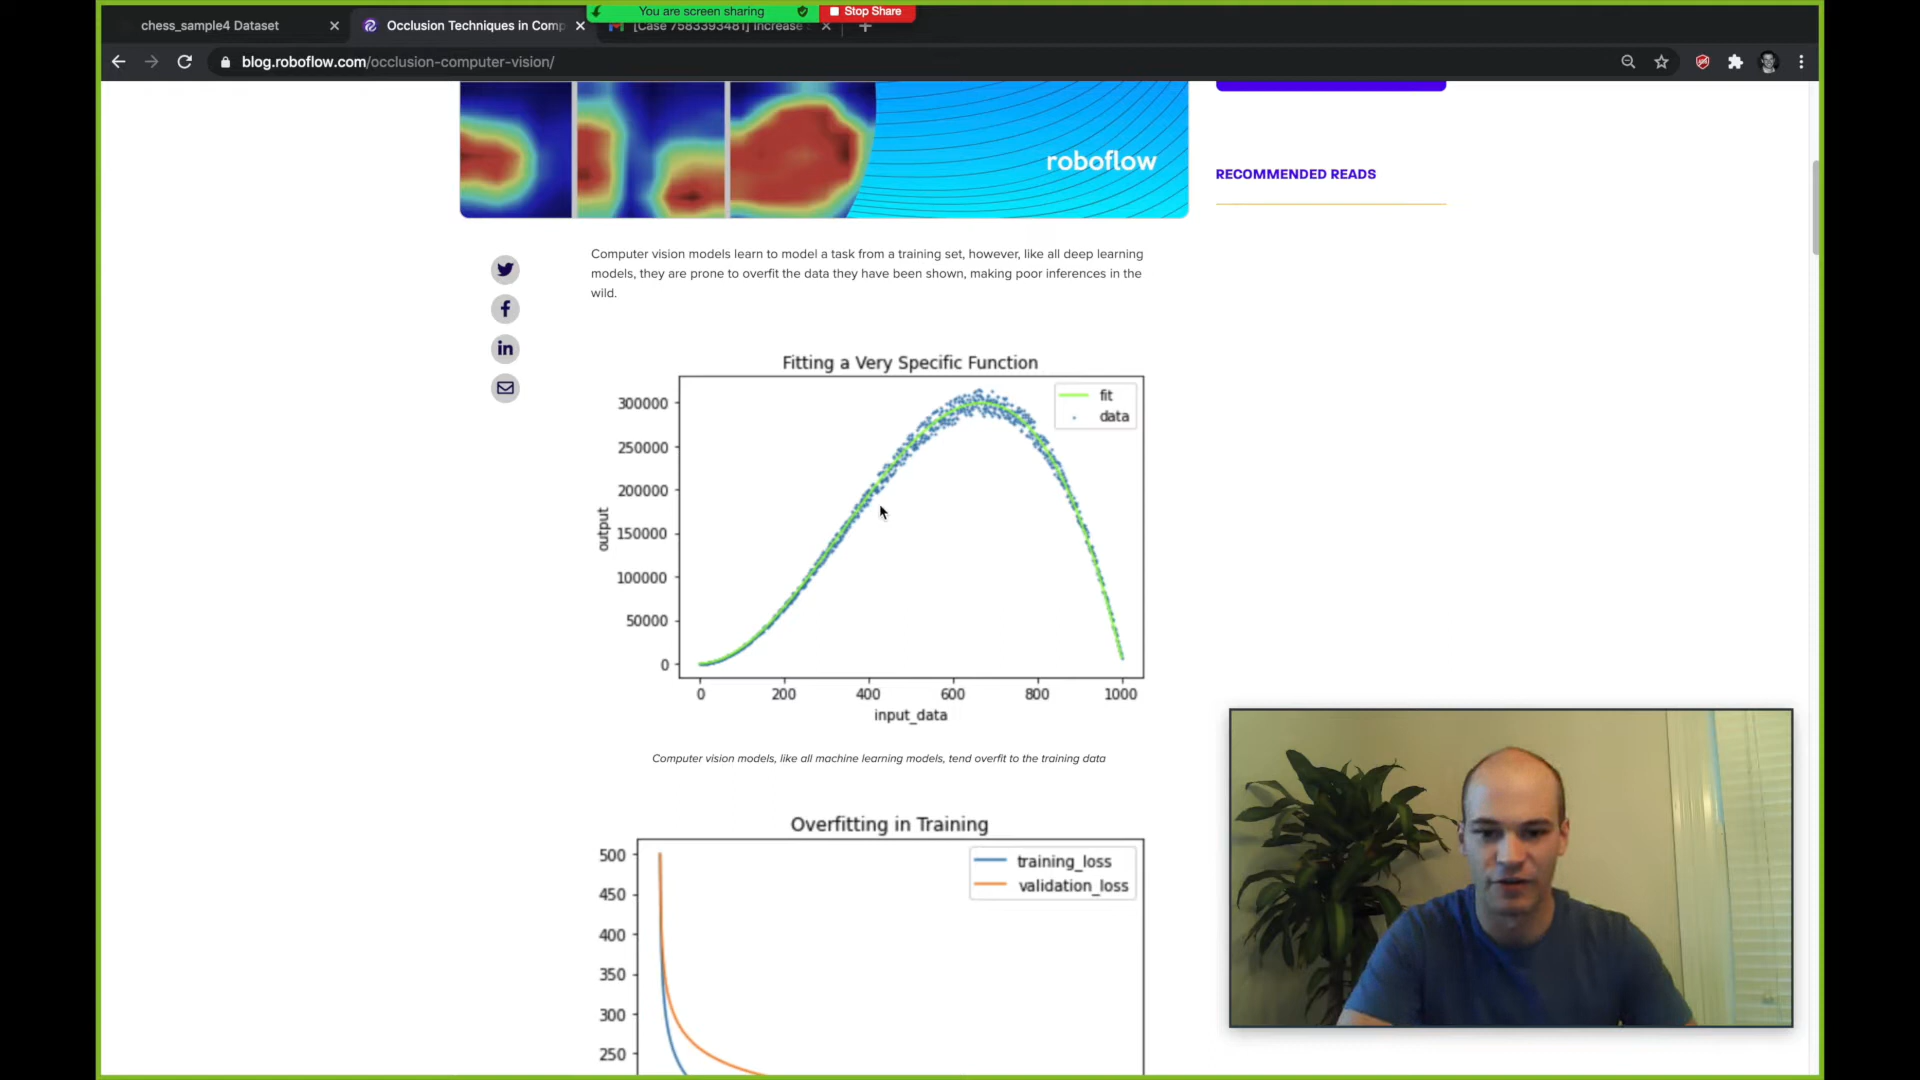 You are screen sharing
Stop Share
chess_sample4 Dataset
Occlusion Techniques in Comp
[Case 7583393481] Increase
blog.roboflow.com/occlusion-computer-vision/
roboflow
RECOMMENDED READS
Computer vision models learn to model a task from a training set, however, like all deep learning
models, they are prone to overfit the data they have been shown, making poor inferences in the
wild.
Fitting a Very Specific Function
fit
data
300000
250000
200000
150000
100000
50000
0
output
0 200 400 600 800 1000
input_data
Computer vision models, like all machine learning models, tend overfit to the training data
Overfitting in Training
training_loss
validation_loss
500
450
400
350
300
250